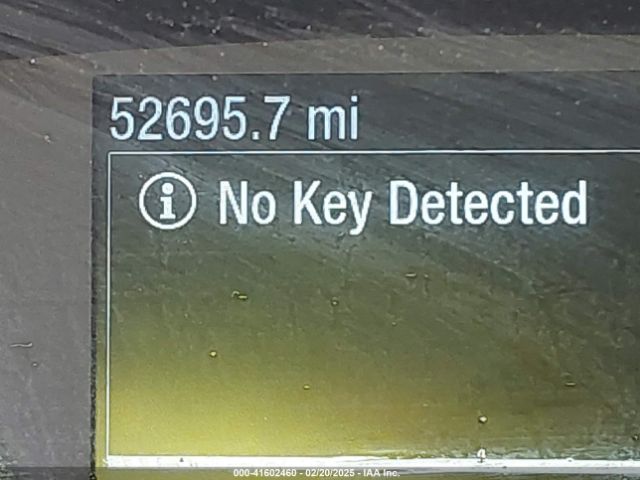 52695.7 mi
No Key Detected
000-41602460 - 02/20/2025 - IAA Inc.